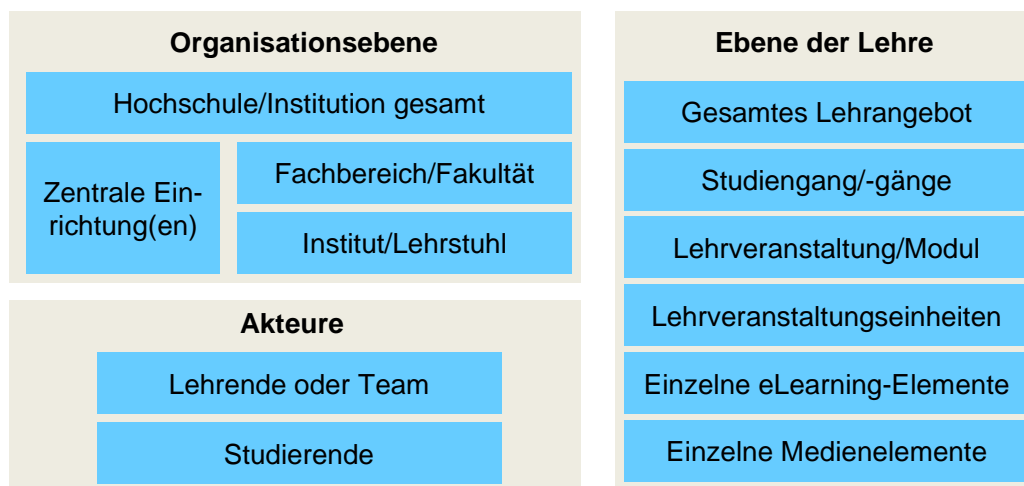 Organisationsebene
Hochschule/Institution gesamt
Zentrale Ein-
richtung(en)
Fachbereich/Fakultät
Institut/Lehrstuhl
Akteure
Lehrende oder Team
Studierende
Ebene der Lehre
Gesamtes Lehrangebot
Studiengang/-gänge
Lehrveranstaltung/Modul
Lehrveranstaltungseinheiten
Einzelne eLearning-Elemente
Einzelne Medienelemente